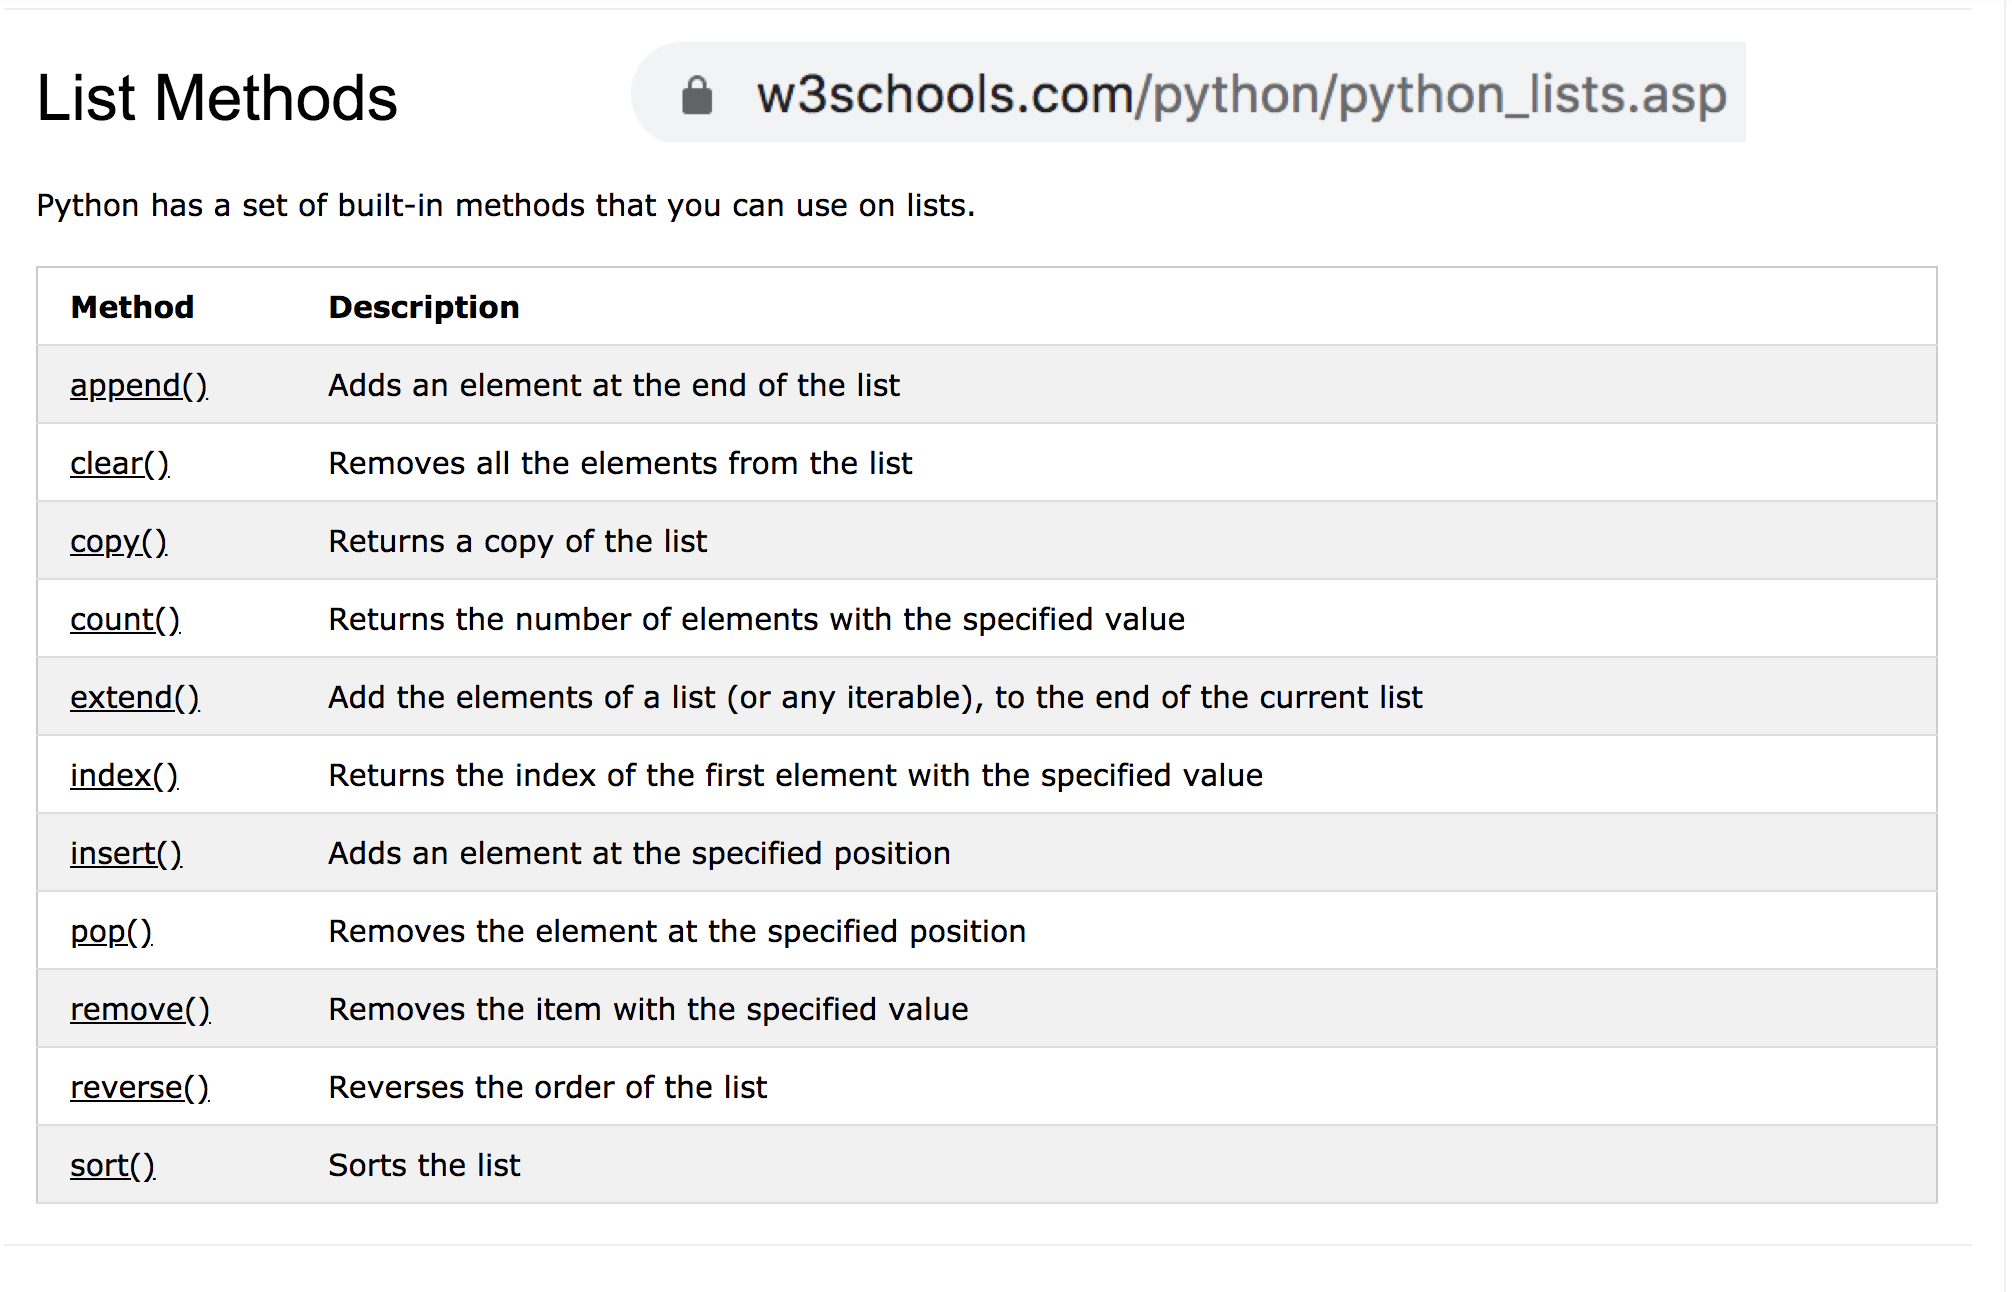 List Methods
w3schools.com/python/python_lists.asp
Python has a set of built-in methods that you can use on lists.
Method Description
append() Adds an element at the end of the list
clear() Removes all the elements from the list
copy() Returns a copy of the list
count() Returns the number of elements with the specified value
extend() Add the elements of a list (or any iterable), to the end of the current list
index() Returns the index of the first element with the specified value
insert() Adds an element at the specified position
pop() Removes the element at the specified position
remove() Removes the item with the specified value
reverse() Reverses the order of the list
sort() Sorts the list